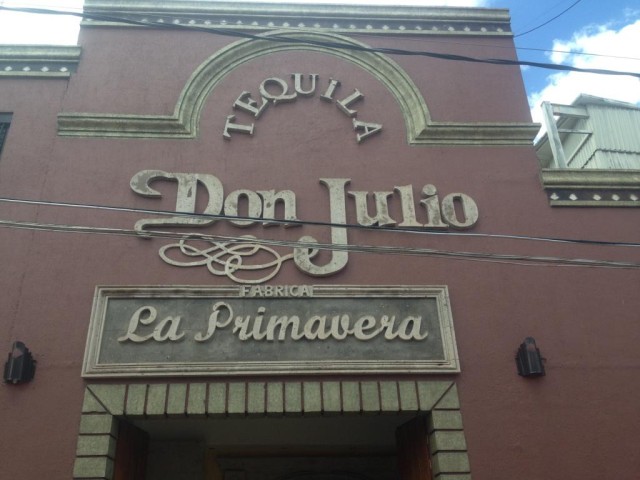 TEQUiLA
Don Julio
FABRICA
La Primavera